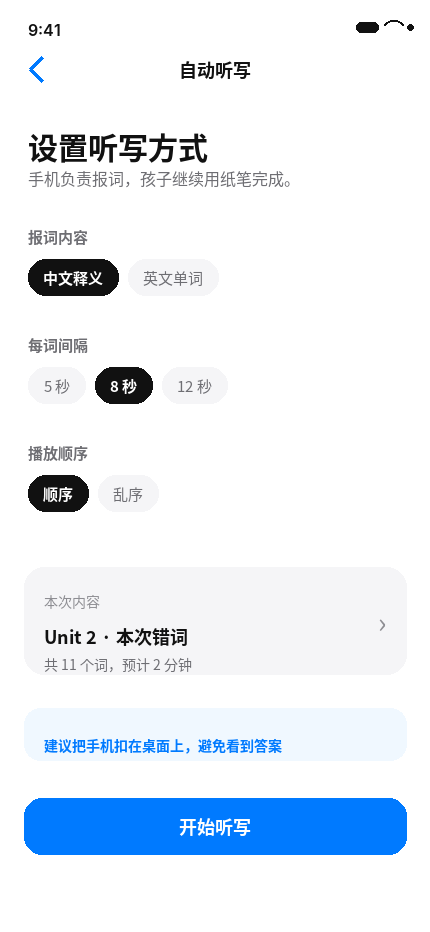 9:41
自动听写
设置听写方式
手机负责报词，孩子继续用纸笔完成。
报词内容
中文释义 英文单词
每词间隔
5 秒 8 秒 12 秒
播放顺序
顺序 乱序
本次内容
Unit 2 · 本次错词
共 11 个词，预计 2 分钟
建议把手机扣在桌面上，避免看到答案
开始听写